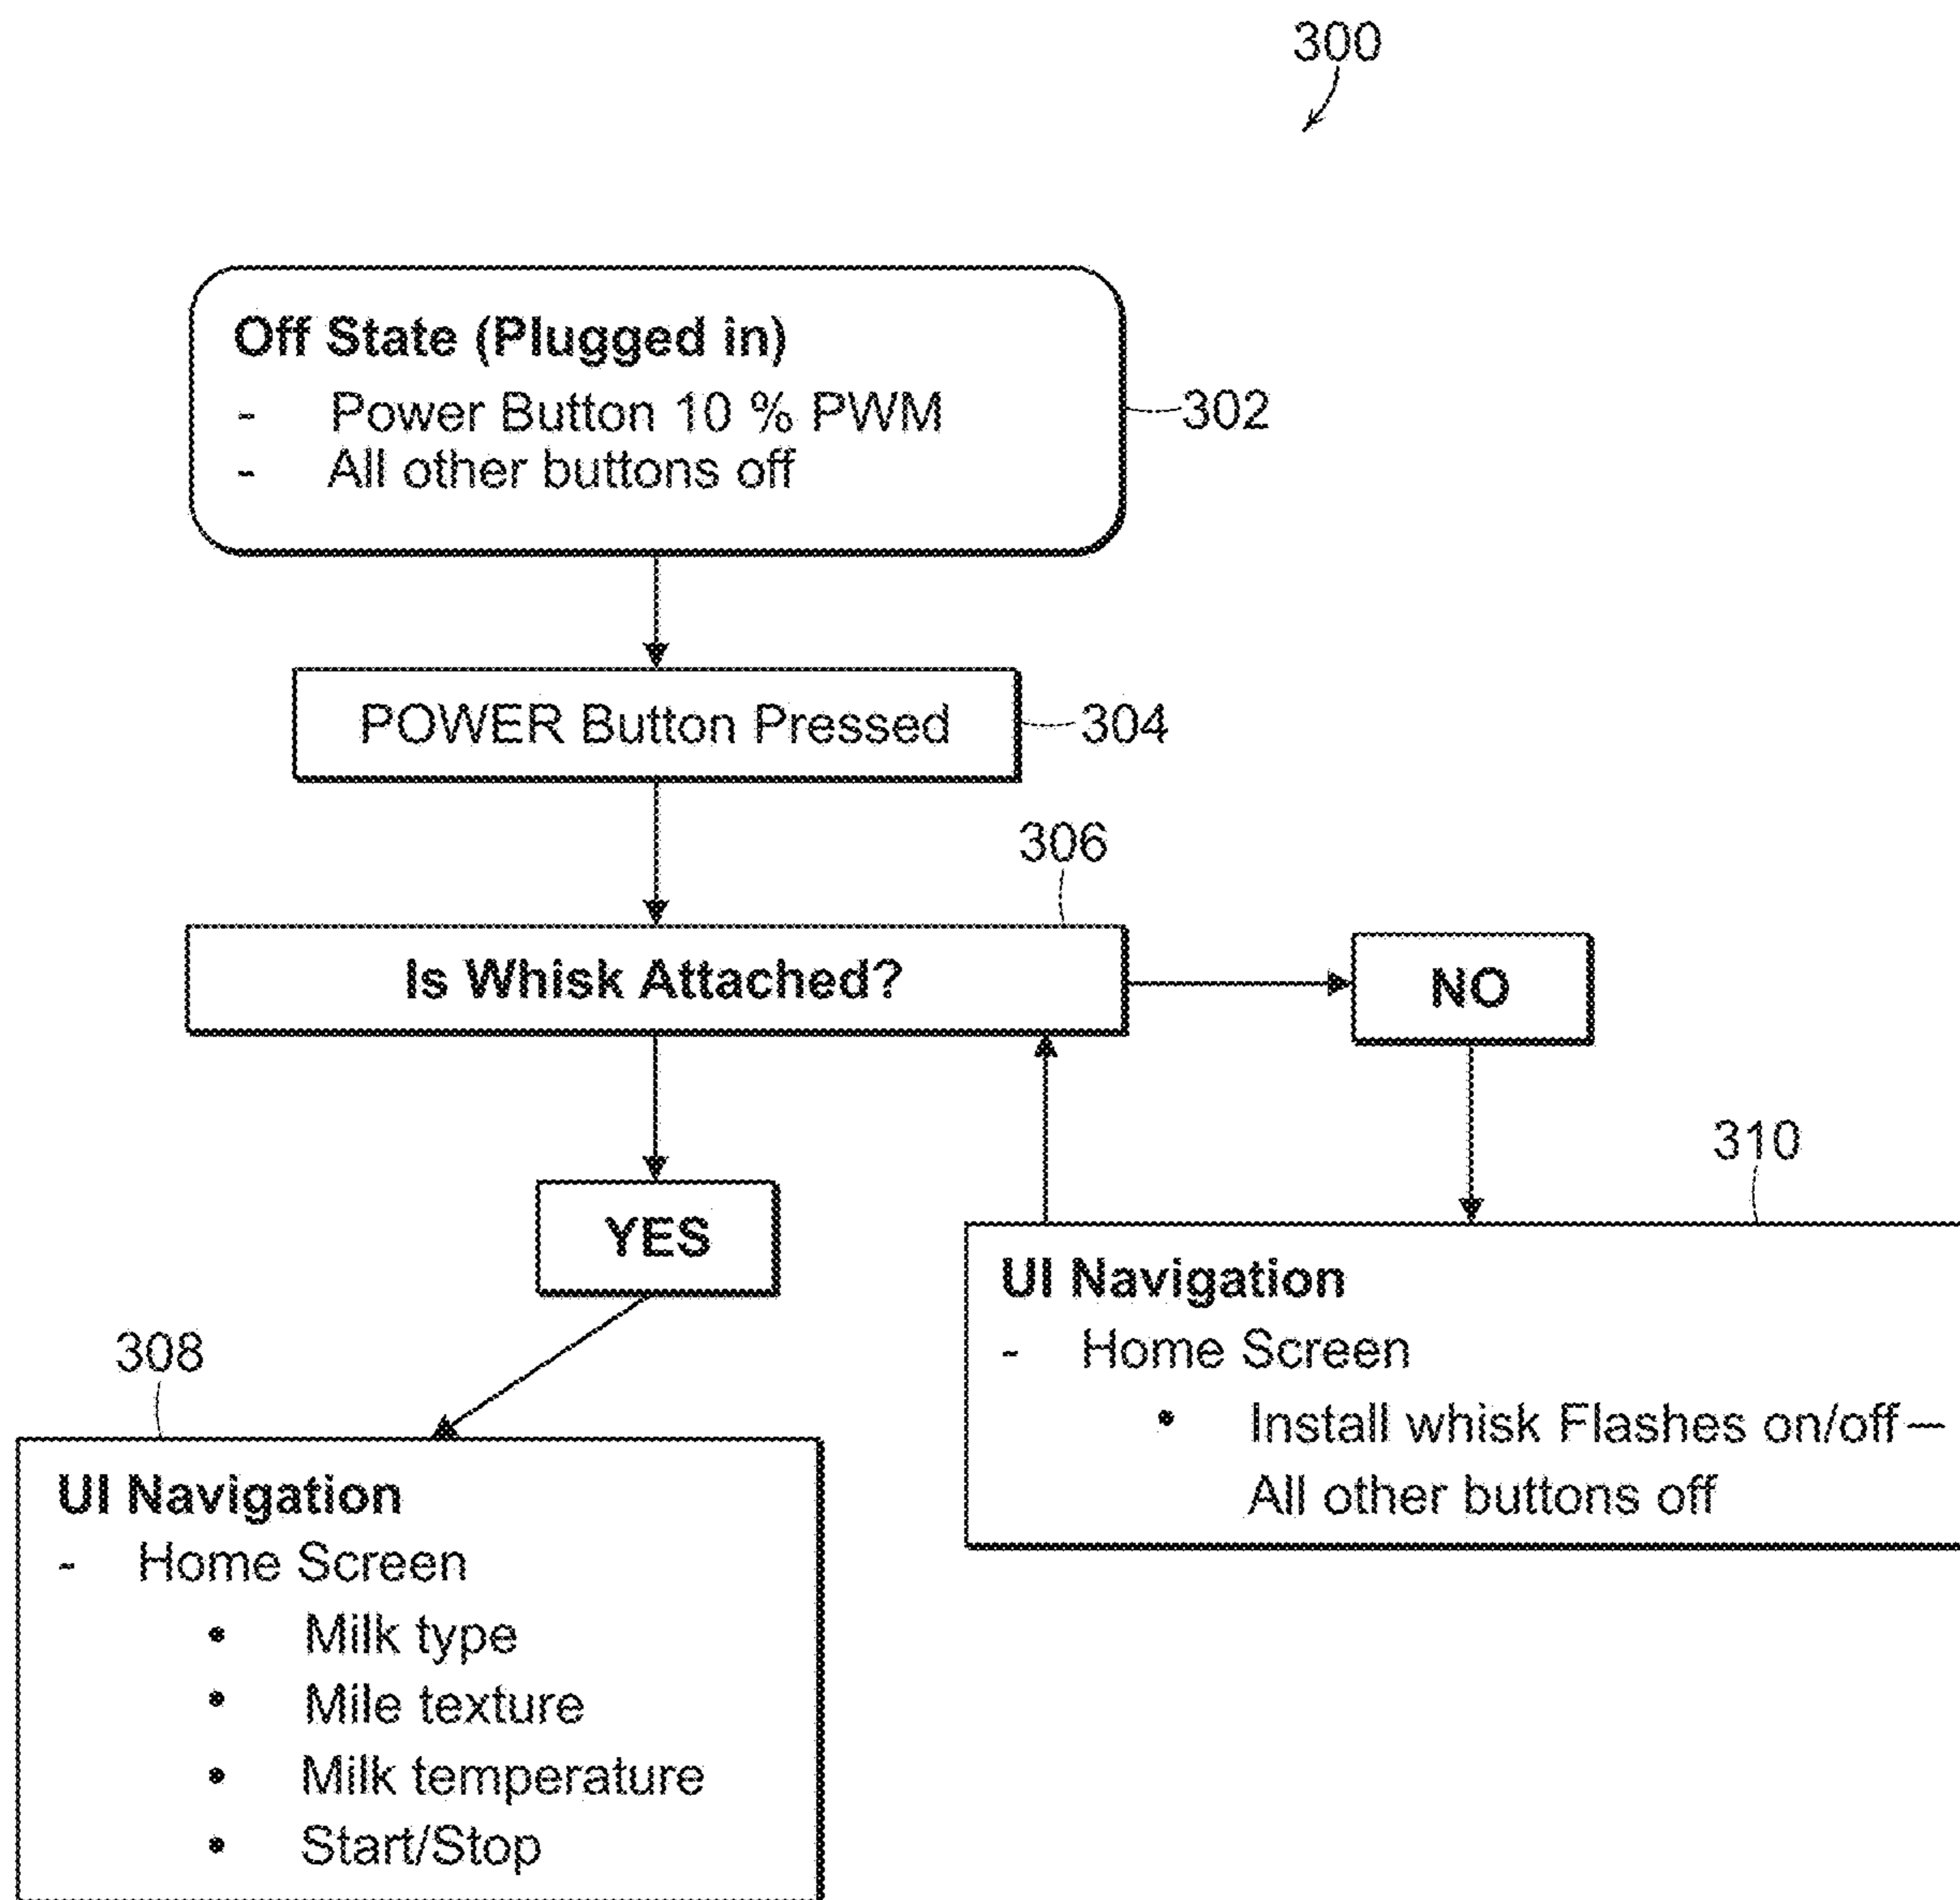 300
Off State (Plugged in)
- Power Button 10 % PWM
- All other buttons off
302
POWER Button Pressed
304
306
Is Whisk Attached?
NO
YES
310
UI Navigation
- Home Screen
• Install whisk Flashes on/off—
All other buttons off
308
UI Navigation
- Home Screen
• Milk type
• Mile texture
• Milk temperature
• Start/Stop